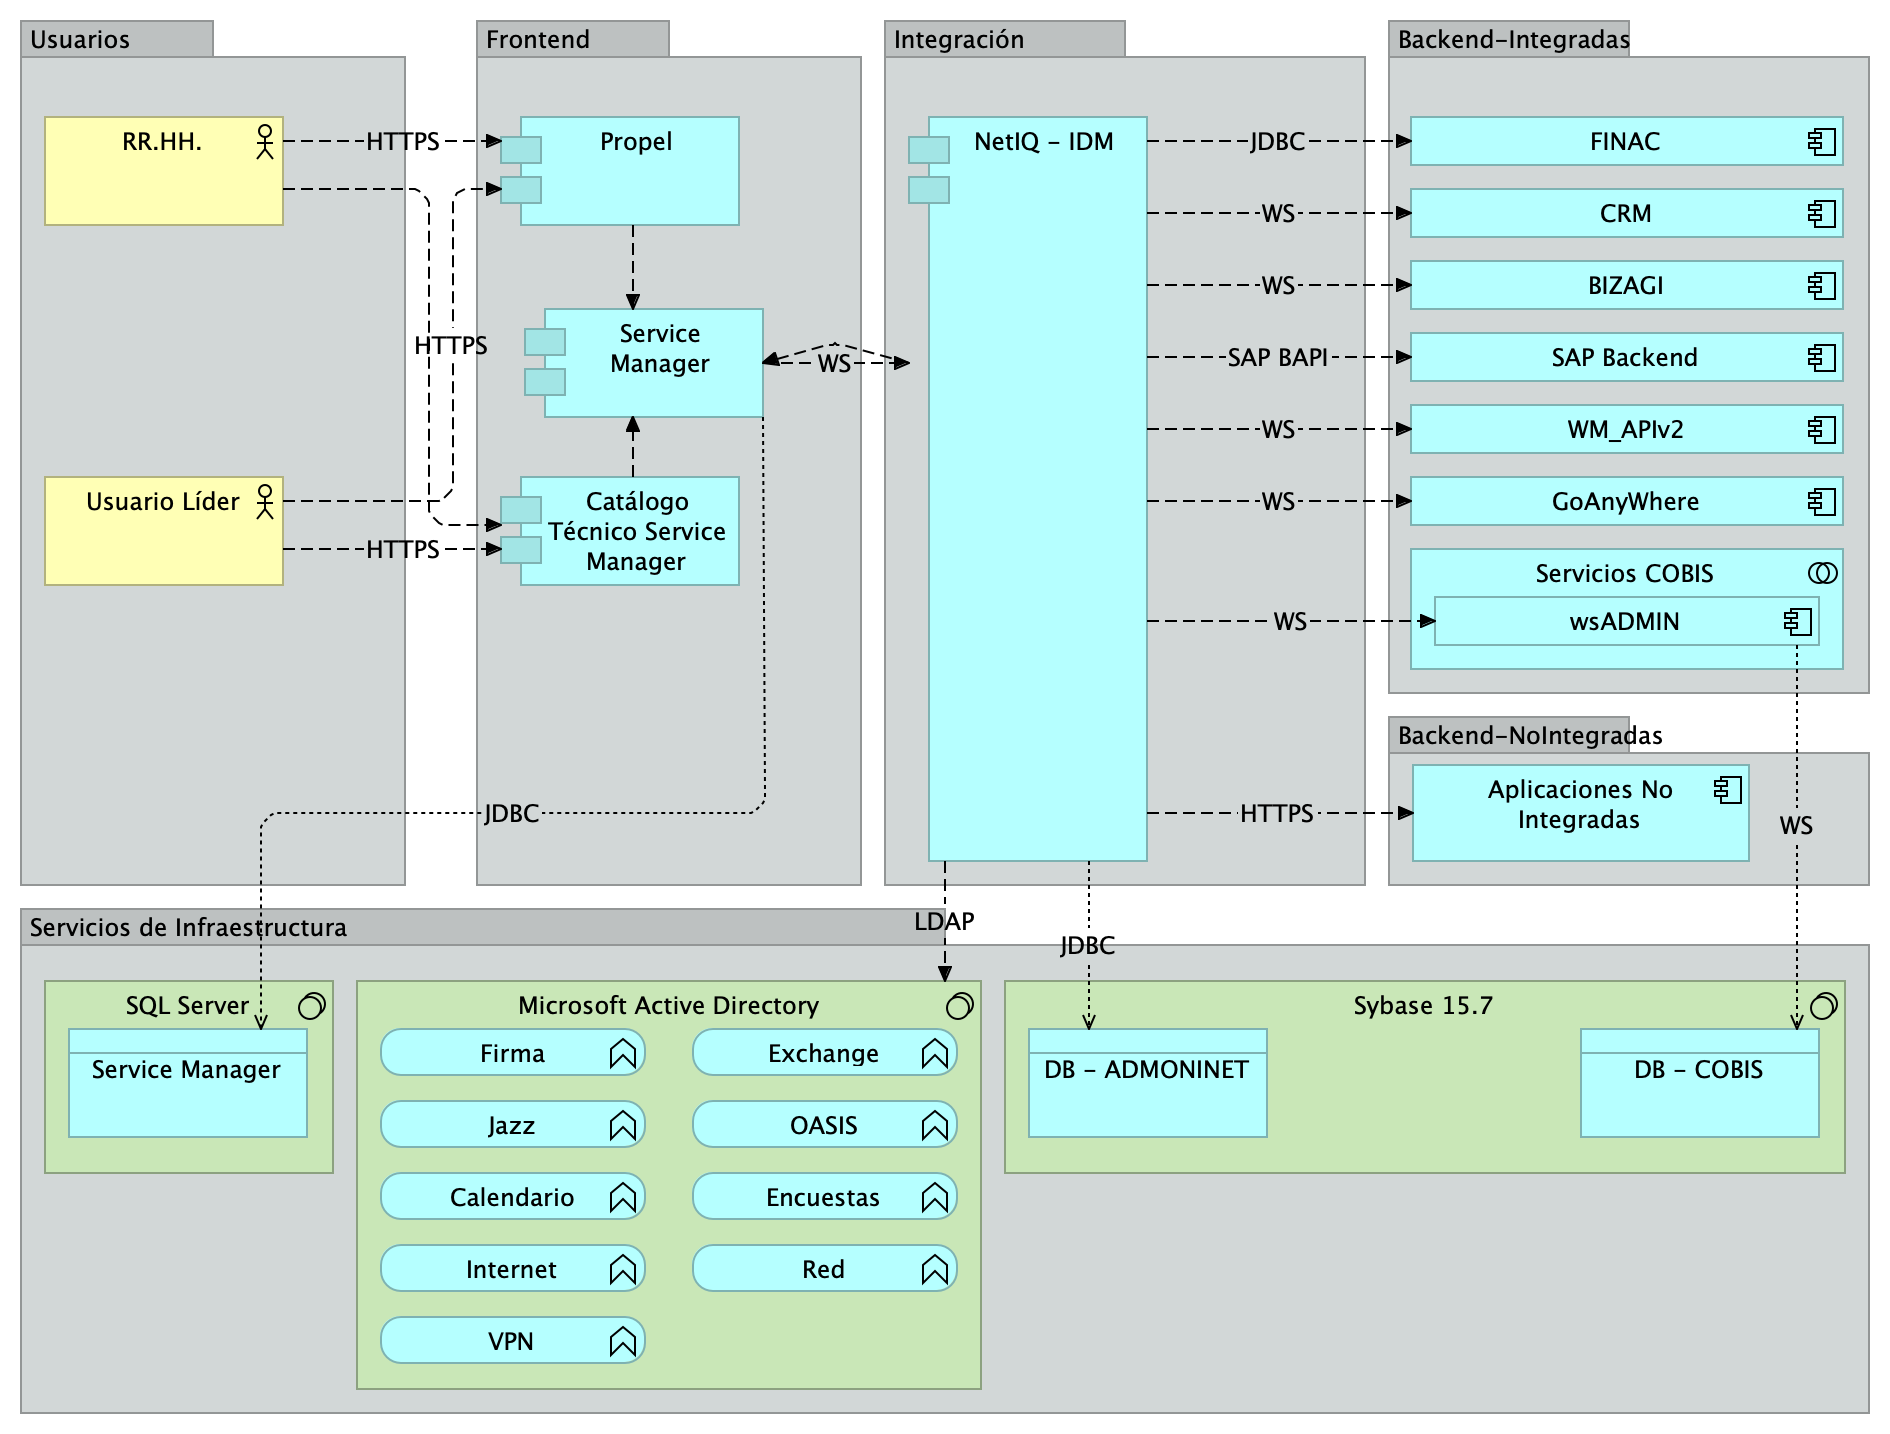 Usuarios
RR.HH.
Usuario Líder
HTTPS
HTTPS
HTTPS
Frontend
Propel
Service
Manager
Catálogo
Técnico Service
Manager
WS
JDBC
Integración
NetIQ - IDM
JDBC
WS
WS
SAP BAPI
WS
WS
WS
HTTPS
LDAP
JDBC
Backend-Integradas
FINAC
CRM
BIZAGI
SAP Backend
WM_APIv2
GoAnyWhere
Servicios COBIS
wsADMIN
Backend-NoIntegradas
Aplicaciones No
Integradas
WS
Servicios de Infraestructura
SQL Server
Service Manager
Microsoft Active Directory
Firma
Exchange
Jazz
OASIS
Calendario
Encuestas
Internet
Red
VPN
Sybase 15.7
DB - ADMONINET
DB - COBIS